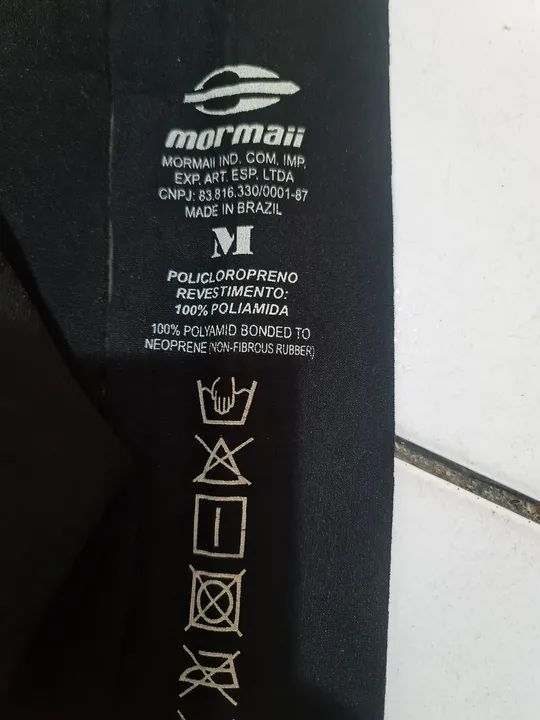 mormaii
MORMAII IND. COM. IMP.
EXP. ART. ESP. LTDA
CNPJ: 83.816.330/0001-87
MADE IN BRAZIL
M
POLICLOROPRENO
REVESTIMENTO:
100% POLIAMIDA
100% POLYAMID BONDED TO
NEOPRENE (NON-FIBROUS RUBBER)